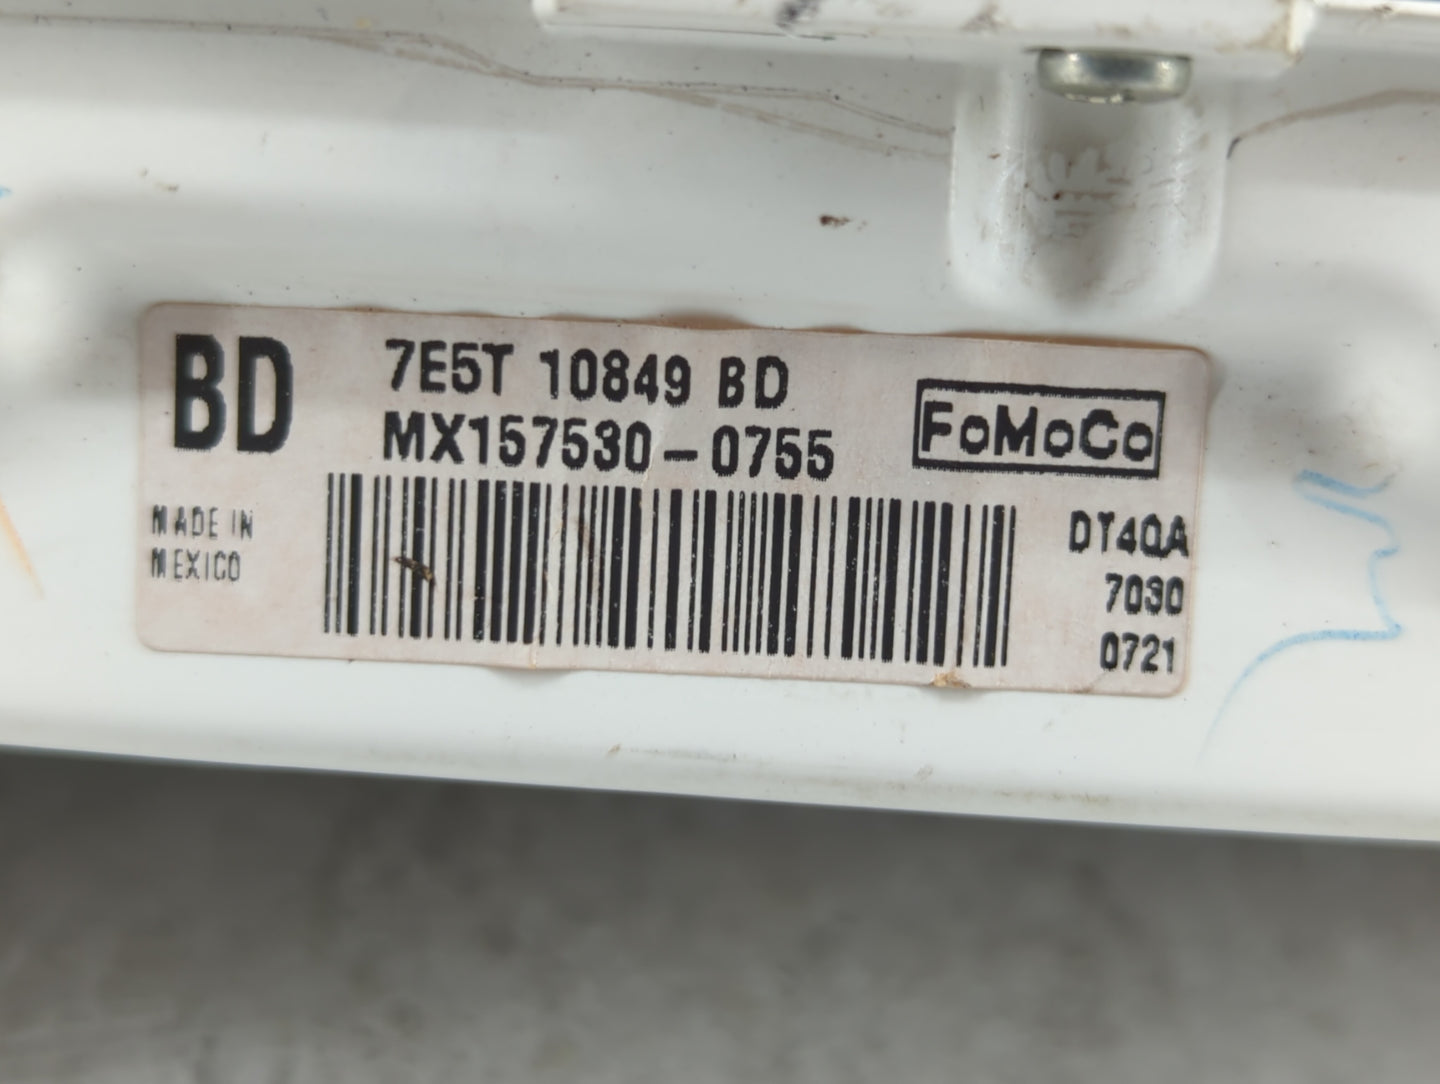 BD
7E5T 10849 BD
MX157530-0755
FoMoCo
MADE IN
MEXICO
DT4QA
7030
0721